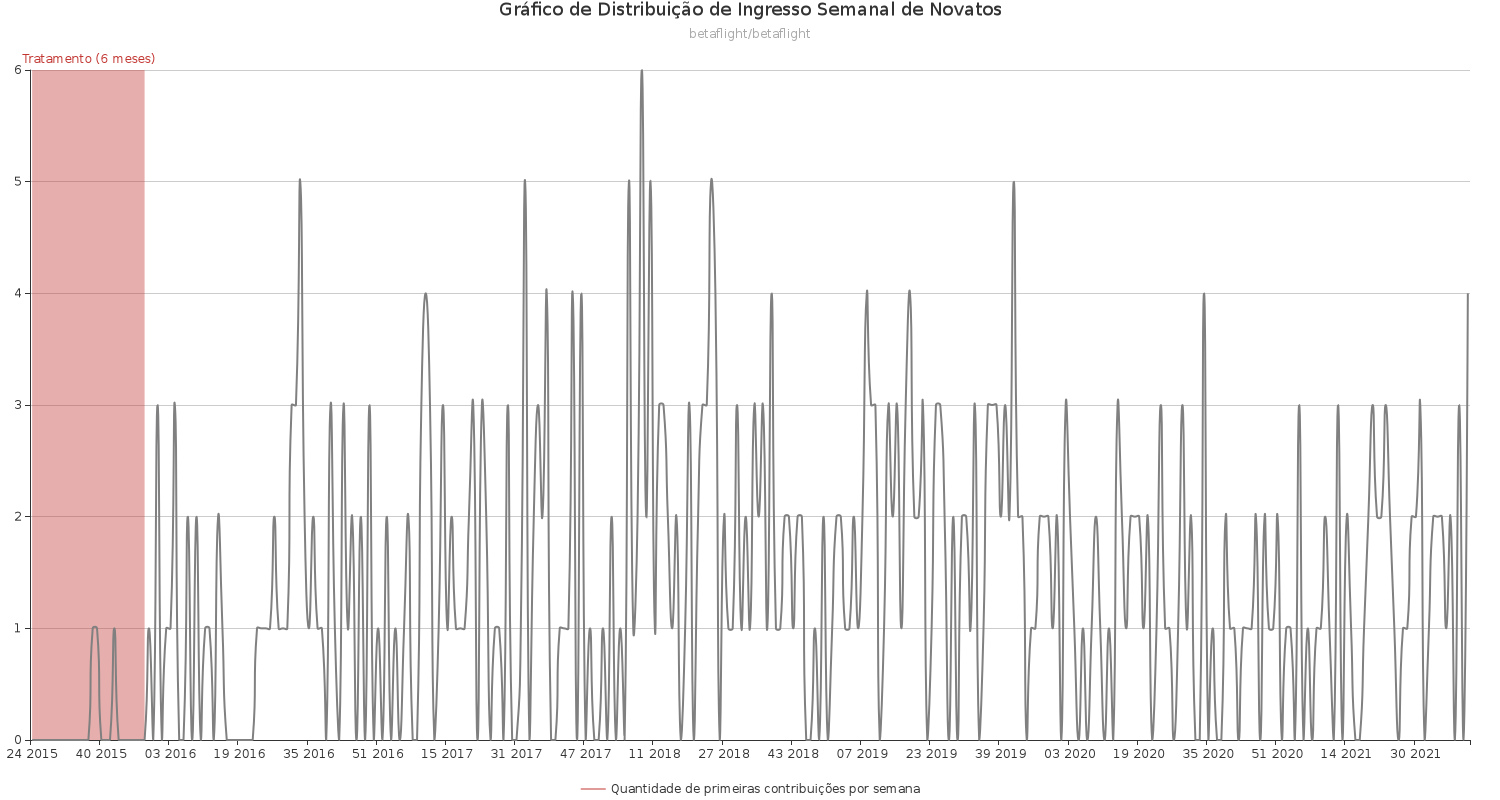 Gráfico de Distribuição de Ingresso Semanal de Novatos
betaflight/betaflight
Tratamento (6 meses)
6
5
4
3
2
1
0
24 2015 40 2015 03 2016 19 2016 35 2016 51 2016 15 2017 31 2017 47 2017 11 2018 27 2018 43 2018 07 2019 23 2019 39 2019 03 2020 19 2020 35 2020 51 2020 14 2021 30 2021
Quantidade de primeiras contribuições por semana